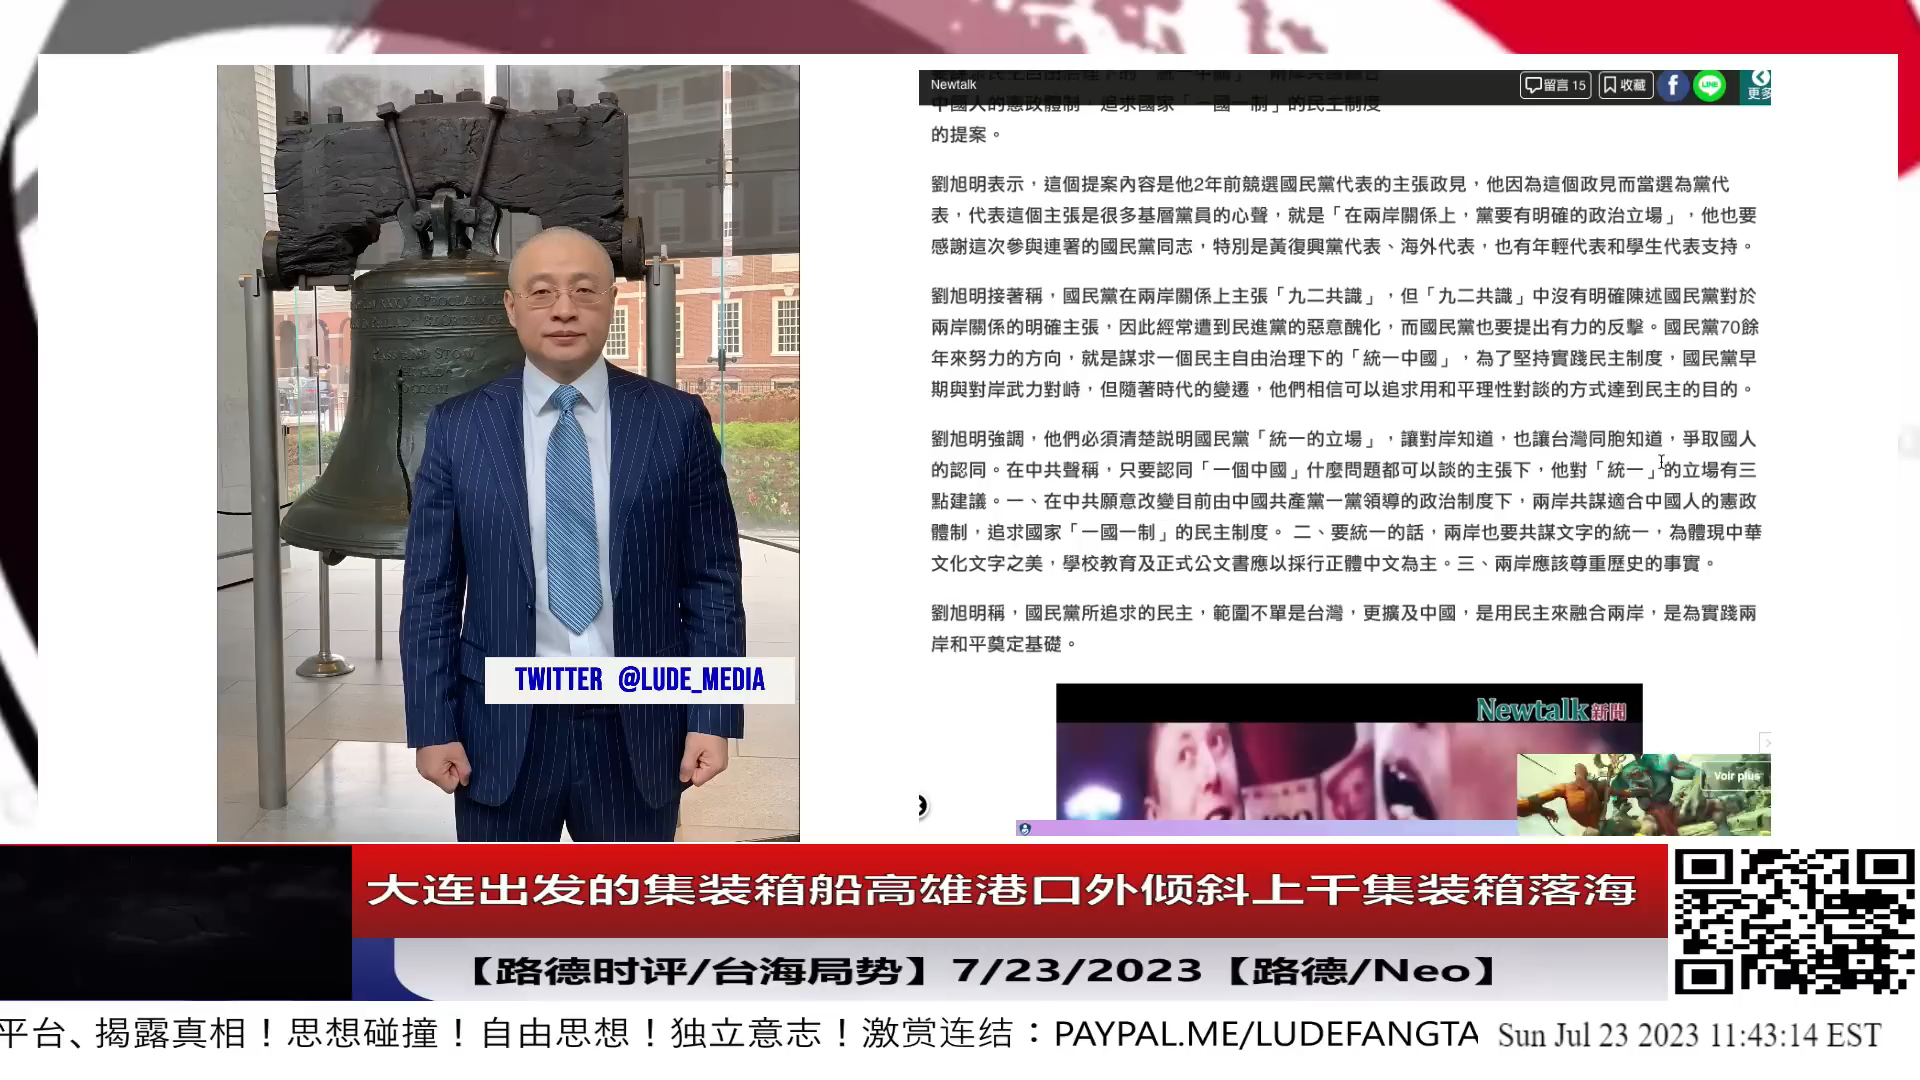 PASS AND STOW
TWITTER @LUDE_MEDIA
Newtalk
留言 15
收藏
更多
中國人的憲政體制，追求國家「一國一制」的民主制度
的提案。
劉旭明表示，這個提案內容是他2年前競選國民黨代表的主張政見，他因為這個政見而當選為黨代
表，代表這個主張是很多基層黨員的心聲，就是「在兩岸關係上，黨要有明確的政治立場」，他也要
感謝這次參與連署的國民黨同志，特別是黃復興黨代表、海外代表，也有年輕代表和學生代表支持。
劉旭明接著稱，國民黨在兩岸關係上主張「九二共識」，但「九二共識」中沒有明確陳述國民黨對於
兩岸關係的明確主張，因此經常遭到民進黨的惡意醜化，而國民黨也要提出有力的反擊。國民黨70餘
年來努力的方向，就是謀求一個民主自由治理下的「統一中國」，為了堅持實踐民主制度，國民黨早
期與對岸武力對峙，但隨著時代的變遷，他們相信可以追求用和平理性對談的方式達到民主的目的。
劉旭明強調，他們必須清楚説明國民黨「統一的立場」，讓對岸知道，也讓台灣同胞知道，爭取國人
的認同。在中共聲稱，只要認同「一個中國」什麼問題都可以談的主張下，他對「統一」的立場有三
點建議。一、在中共願意改變目前由中國共產黨一黨領導的政治制度下，兩岸共謀適合中國人的憲政
體制，追求國家「一國一制」的民主制度。 二、要統一的話，兩岸也要共謀文字的統一，為體現中華
文化文字之美，學校教育及正式公文書應以採行正體中文為主。三、兩岸應該尊重歷史的事實。
劉旭明稱，國民黨所追求的民主，範圍不單是台灣，更擴及中國，是用民主來融合兩岸，是為實踐兩
岸和平奠定基礎。
Newtalk新聞
Voir plus
大连出发的集装箱船高雄港口外倾斜上千集装箱落海
【路德时评/台海局势】7/23/2023【路德/Neo】
平台、揭露真相！思想碰撞！自由思想！独立意志！激赏连结：PAYPAL.ME/LUDEFANGTA
Sun Jul 23 2023 11:43:14 EST